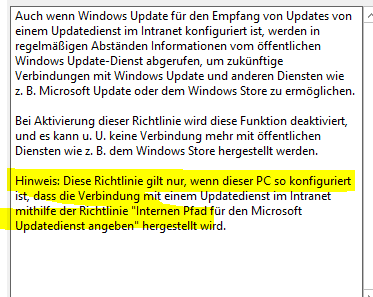 Auch wenn Windows Update für den Empfang von Updates von
einem Updatedienst im Intranet konfiguriert ist, werden in
regelmäßigen Abständen Informationen vom öffentlichen
Windows Update-Dienst abgerufen, um zukünftige
Verbindungen mit Windows Update und anderen Diensten wie
z. B. Microsoft Update oder dem Windows Store zu ermöglichen.
Bei Aktivierung dieser Richtlinie wird diese Funktion deaktiviert,
und es kann u. U. keine Verbindung mehr mit öffentlichen
Diensten wie z. B. dem Windows Store hergestellt werden.
Hinweis: Diese Richtlinie gilt nur, wenn dieser PC so konfiguriert
ist, dass die Verbindung mit einem Updatedienst im Intranet
mithilfe der Richtlinie "Internen Pfad für den Microsoft
Updatedienst angeben" hergestellt wird.